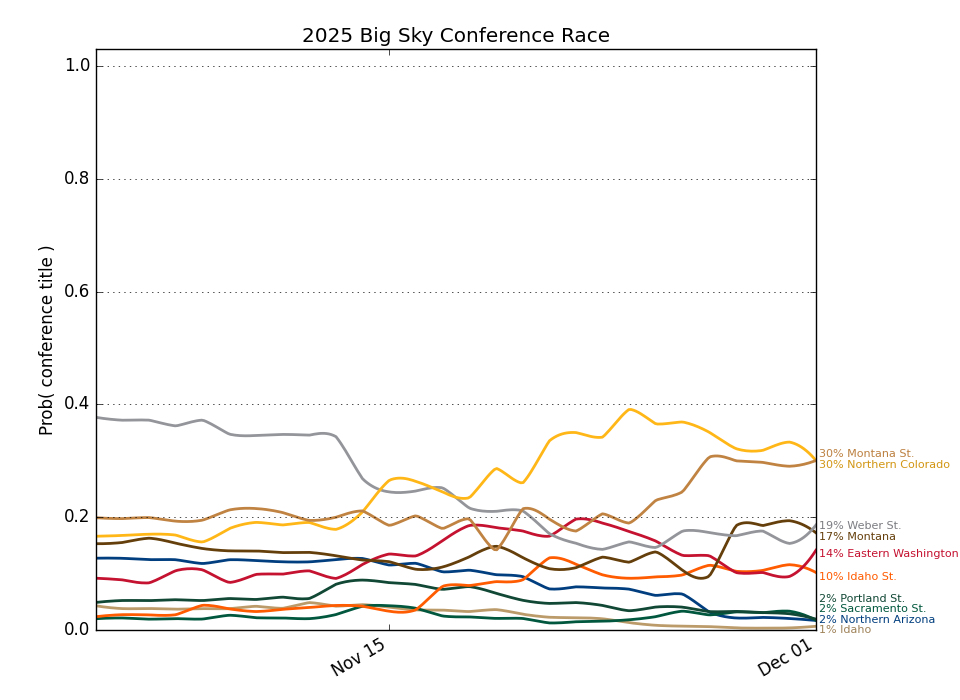 2025 Big Sky Conference Race
Prob( conference title )
1.0
0.8
0.6
0.4
0.2
0.0
Nov 15
Dec 01
30% Montana St.
30% Northern Colorado
19% Weber St.
17% Montana
14% Eastern Washington
10% Idaho St.
2% Portland St.
2% Sacramento St.
2% Northern Arizona
1% Idaho